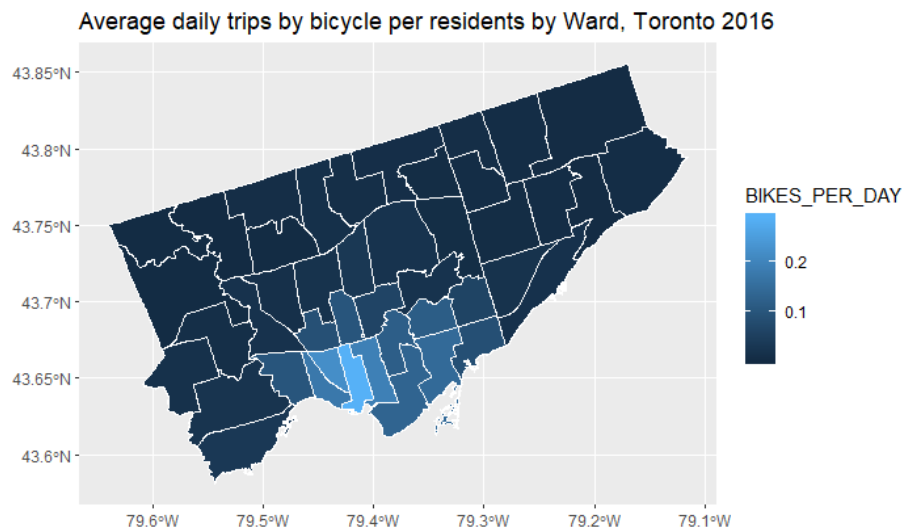 Average daily trips by bicycle per residents by Ward, Toronto 2016
43.85°N
43.8°N
43.75°N
43.7°N
43.65°N
43.6°N
79.6°W 79.5°W 79.4°W 79.3°W 79.2°W 79.1°W
BIKES_PER_DAY
0.2
0.1